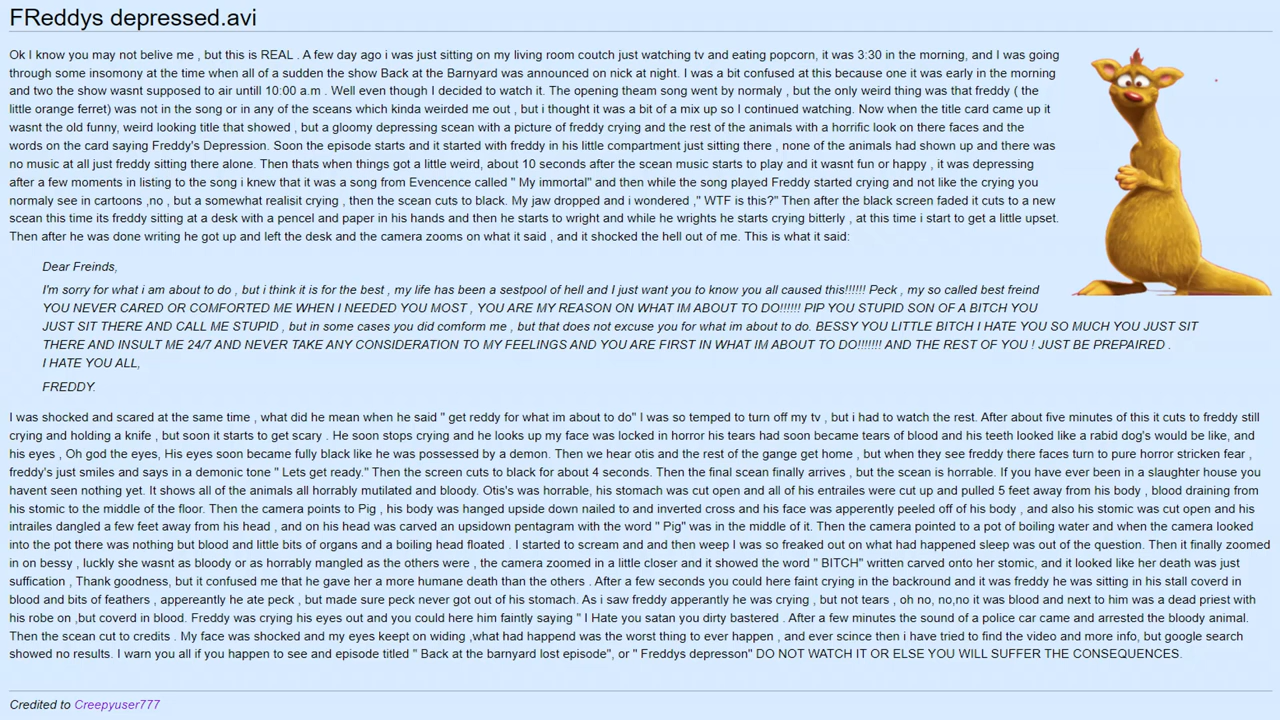 FReddys depressed.avi
Ok I know you may not belive me , but this is REAL . A few day ago i was just sitting on my living room coutch just watching tv and eating popcorn, it was 3:30 in the morning, and I was going
through some insomony at the time when all of a sudden the show Back at the Barnyard was announced on nick at night. I was a bit confused at this because one it was early in the morning
and two the show wasnt supposed to air untill 10:00 a.m . Well even though to watch it. The opening theam song went by normaly , but the only weird thing was that freddy ( the
little orange ferret) was not in the song or in any of the sceans which kinda weirded me out , but i thought it was a bit of a mix up so I continued watching. Now when the title card came up it
wasnt the old funny, weird looking title that showed , but a gloomy depressing scean with a picture of freddy crying and the rest of the animals with a horrific look on there faces and the
words on the card saying Freddy's Depression. Soon the episode starts and it started with freddy in his little compartment just sitting there , none of the animals had shown up and there was
no music at all just freddy sitting there alone. Then thats when things got a little weird, about 10 seconds after the scean music starts to play and it wasnt fun or happy , it was depressing
after a few moments in listing to the song i knew that it was a song from Evencence called " My immortal" and then while the song played Freddy started crying and not like the crying you
normaly see in cartoons ,no , but a somewhat realisit crying , then the scean cuts to black. My jaw dropped and i wondered ," WTF is this?" Then after the black screen faded it cuts to a new
scean this time its freddy sitting at a desk with a pencel and paper in his hands and then he starts to wright and while he wrights he starts crying bitterly , at this time i start to get a little upset.
Then after he was done writing he got up and left the desk and the camera zooms on what it said , and it shocked the hell out of me. This is what it said:
Dear Freinds,
I'm sorry for what i am about to do , but i think it is for the best , my life has been a sestpool of hell and I just want you to know you all caused this!!!!!! Peck , my so called best freind
YOU NEVER CARED OR COMFORTED ME WHEN I NEEDED YOU MOST , YOU ARE MY REASON ON WHAT IM ABOUT TO DO!!!!!! PIP YOU STUPID SON OF A BITCH YOU
JUST SIT THERE AND CALL ME STUPID , but in some cases you did comform me , but that does not excuse you for what im about to do. BESSY YOU LITTLE BITCH I HATE YOU SO MUCH YOU JUST SIT
THERE AND INSULT ME 24/7 AND NEVER TAKE ANY CONSIDERATION TO MY FEELINGS AND YOU ARE FIRST IN WHAT IM ABOUT TO DO!!!!!!! AND THE REST OF YOU ! JUST BE PREPAIRED .
I HATE YOU ALL,
FREDDY.
I was shocked and scared at the same time , what did he mean when he said " get reddy for what im about to do" I was so temped to turn off my tv , but i had to watch the rest. After about five minutes of this it cuts to freddy still
crying and holding a knife , but soon it starts to get scary . He soon stops crying and he looks up my face was locked in horror his tears had soon became tears of blood and his teeth looked like a rabid dog's would be like, and
his eyes , Oh god the eyes, His eyes soon became fully black like he was possessed by a demon. Then we hear otis and the rest of the gange get home , but when they see freddy there faces turn to pure horror stricken fear ,
freddy's just smiles and says in a demonic tone " Lets get ready." Then the screen cuts to black for about 4 seconds. Then the final scean finally arrives , but the scean is horrable. If you have ever been in a slaughter house you
havent seen nothing yet. It shows all of the animals all horrably mutilated and bloody. Otis's was horrable, his stomach was cut open and all of his entrailes were cut up and pulled 5 feet away from his body , blood draining from
his stomic to the middle of the floor. Then the camera points to Pig , his body was hanged upside down nailed to and inverted cross and his face was apperently peeled off of his body , and also his stomic was cut open and his
intrailes dangled a few feet away from his head , and on his head was carved an upsidown pentagram with the word " Pig" was in the middle of it. Then the camera pointed to a pot of boiling water and when the camera looked
into the pot there was nothing but blood and little bits of organs and a boiling head floated . I started to scream and and then weep I was so freaked out on what had happened sleep was out of the question. Then it finally zoomed
in on bessy , luckly she wasnt as bloody or as horrably mangled as the others were , the camera zoomed in a little closer and it showed the word " BITCH" written carved onto her stomic, and it looked like her death was just
suffication , Thank goodness, but it confused me that he gave her a more humane death than the others . After a few seconds you could here faint crying in the backround and it was freddy he was sitting in his stall coverd in
blood and bits of feathers , appereantly he ate peck , but made sure peck never got out of his stomach. As i saw freddy apperantly he was crying , but not tears , oh no, no,no it was blood and next to him was a dead priest with
his robe on ,but coverd in blood. Freddy was crying his eyes out and you could here him faintly saying " I Hate you satan you dirty bastered . After a few minutes the sound of a police car came and arrested the bloody animal.
Then the scean cut to credits . My face was shocked and my eyes keept on widing ,what had happend was the worst thing to ever happen , and ever scince then i have tried to find the video and more info, but google search
showed no results. I warn you all if you happen to see and episode titled " Back at the barnyard lost episode", or " Freddys depresson" DO NOT WATCH IT OR ELSE YOU WILL SUFFER THE CONSEQUENCES.
Credited to Creepyuser777